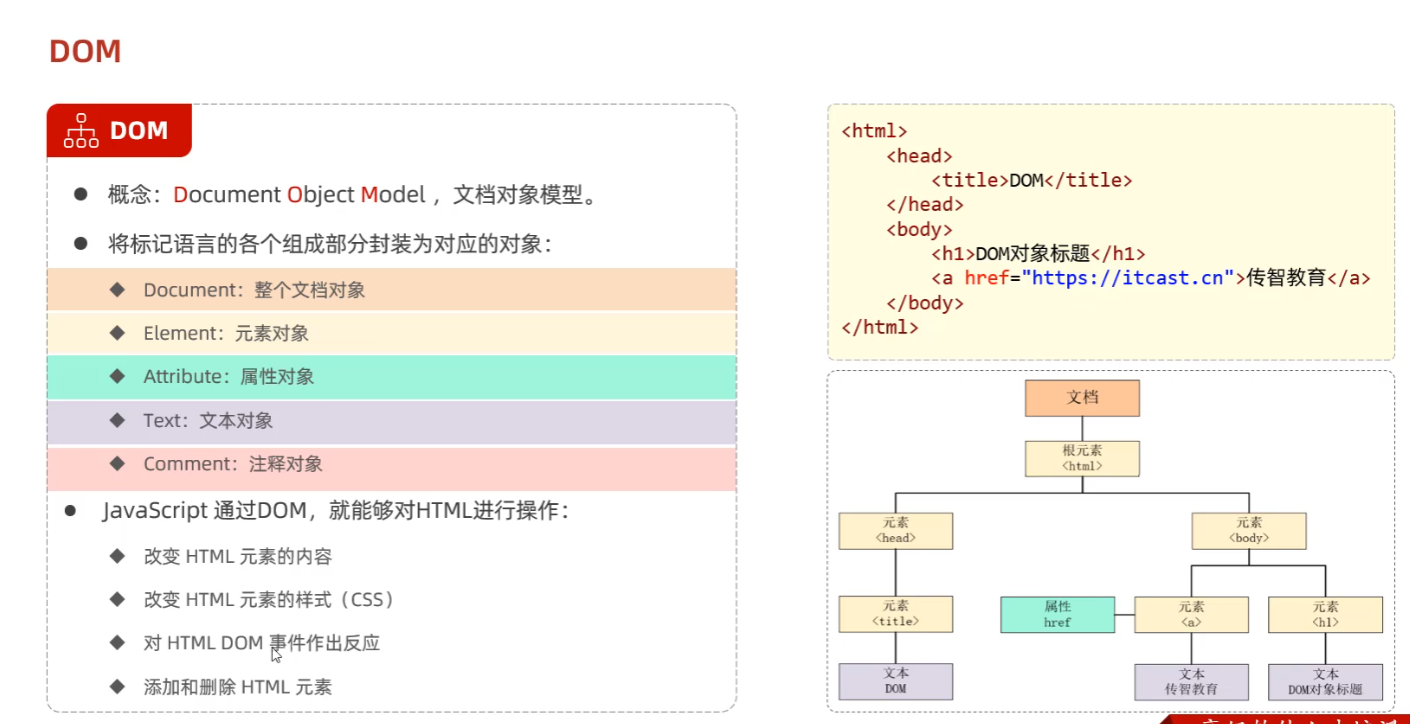 DOM
DOM
概念：Document Object Model ，文档对象模型。
将标记语言的各个组成部分封装为对应的对象：
Document：整个文档对象
Element：元素对象
Attribute：属性对象
Text：文本对象
Comment：注释对象
JavaScript 通过DOM，就能够对HTML进行操作：
改变 HTML 元素的内容
改变 HTML 元素的样式（CSS）
对 HTML DOM 事件作出反应
添加和删除 HTML 元素
<html>
<head>
<title>DOM</title>
</head>
<body>
<h1>DOM对象标题</h1>
<a href="https://itcast.cn">传智教育</a>
</body>
</html>
文档
根元素
<html>
元素
<head>
元素
<body>
元素
<title>
属性
href
元素
<a>
元素
<h1>
文本
DOM
文本
传智教育
文本
DOM对象标题